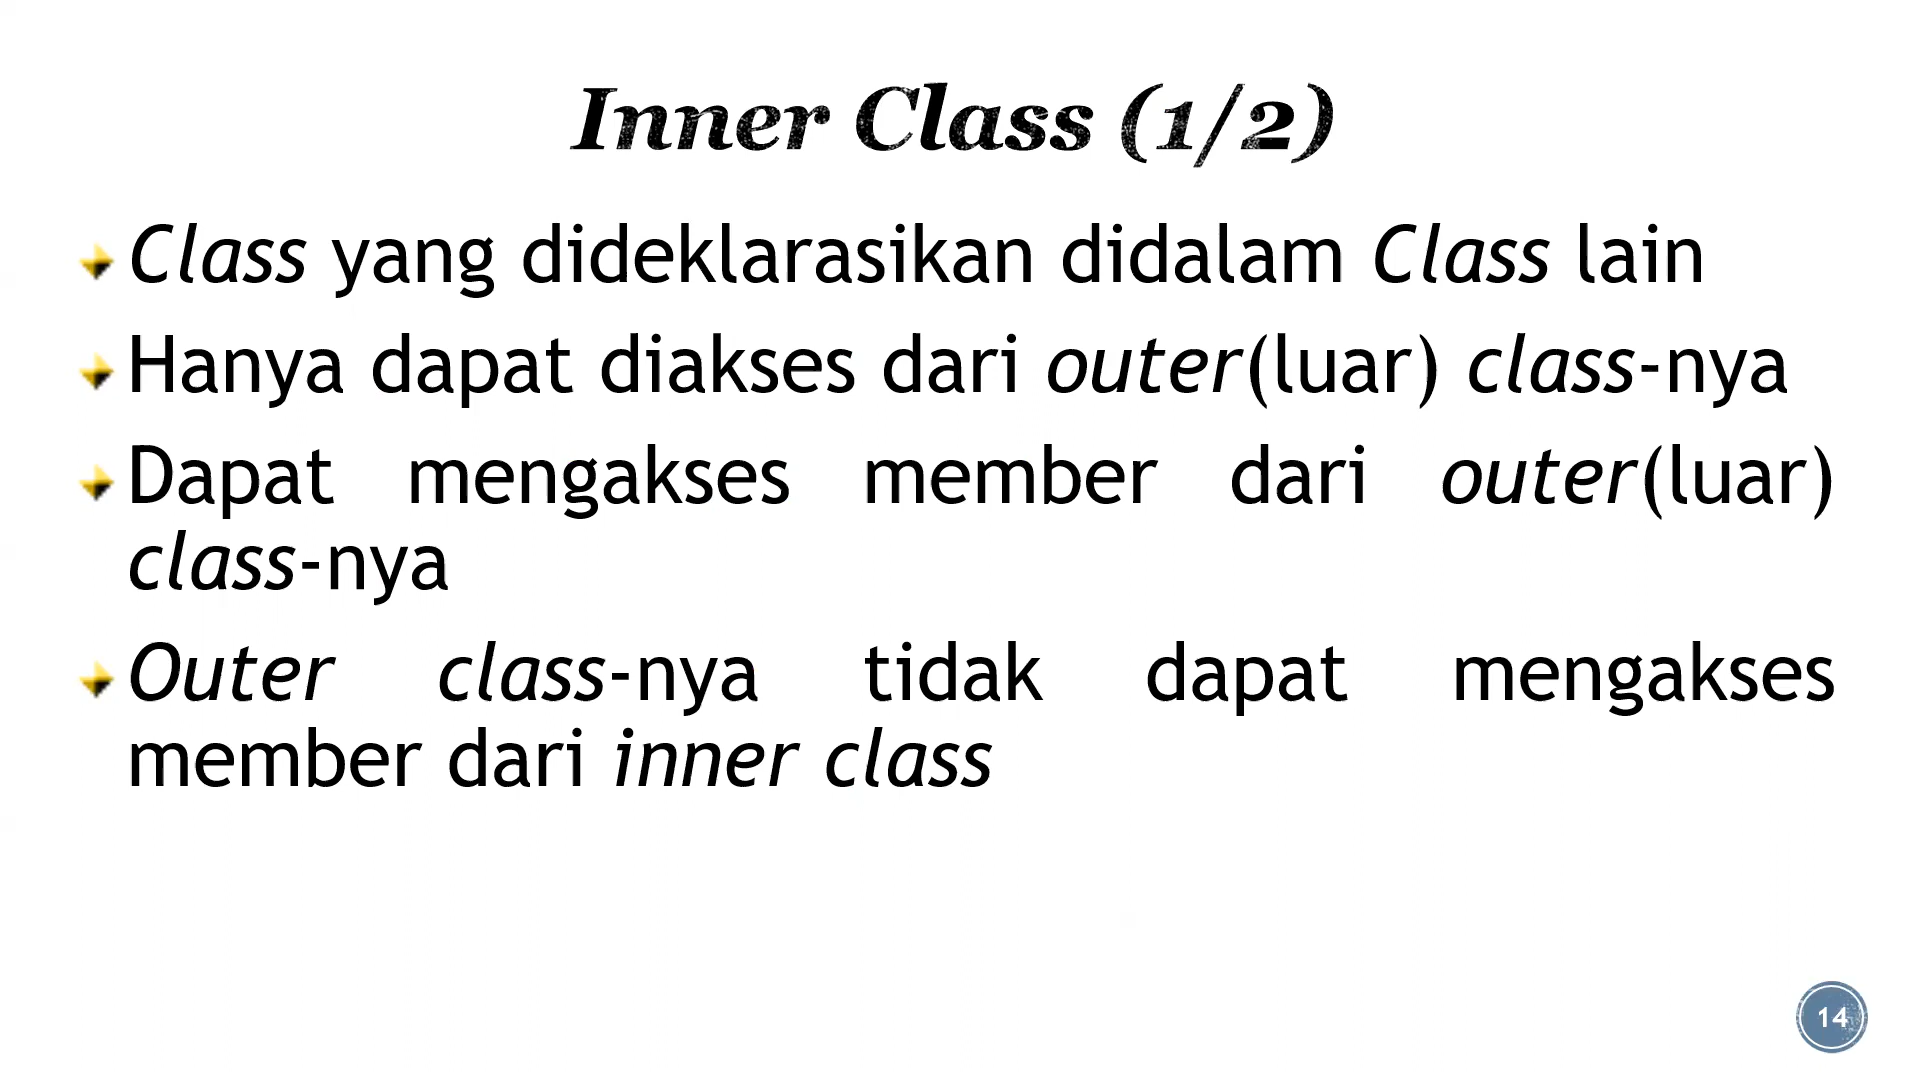 Inner Class (1/2)
Class yang dideklarasikan didalam Class lain
Hanya dapat diakses dari outer(luar) class-nya
Dapat mengakses member dari outer(luar)
class-nya
Outer class-nya tidak dapat mengakses
member dari inner class
14